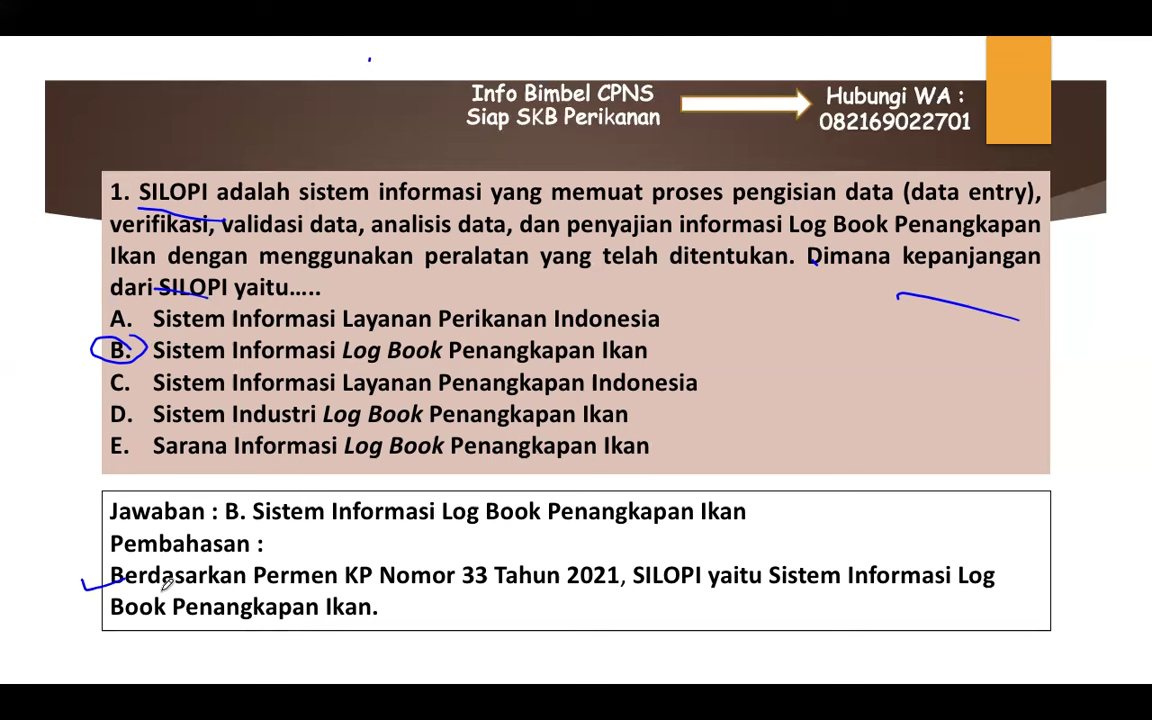 Info Bimbel CPNS
Siap SKB Perikanan
Hubungi WA :
082169022701
1. SILOPI adalah sistem informasi yang memuat proses pengisian data (data entry),
verifikasi, validasi data, analisis data, dan penyajian informasi Log Book Penangkapan
Ikan dengan menggunakan peralatan yang telah ditentukan. Dimana kepanjangan
dari SILOPI yaitu.....
A. Sistem Informasi Layanan Perikanan Indonesia
B. Sistem Informasi Log Book Penangkapan Ikan
C. Sistem Informasi Layanan Penangkapan Indonesia
D. Sistem Industri Log Book Penangkapan Ikan
E. Sarana Informasi Log Book Penangkapan Ikan
Jawaban : B. Sistem Informasi Log Book Penangkapan Ikan
Pembahasan :
Berdasarkan Permen KP Nomor 33 Tahun 2021, SILOPI yaitu Sistem Informasi Log
Book Penangkapan Ikan.